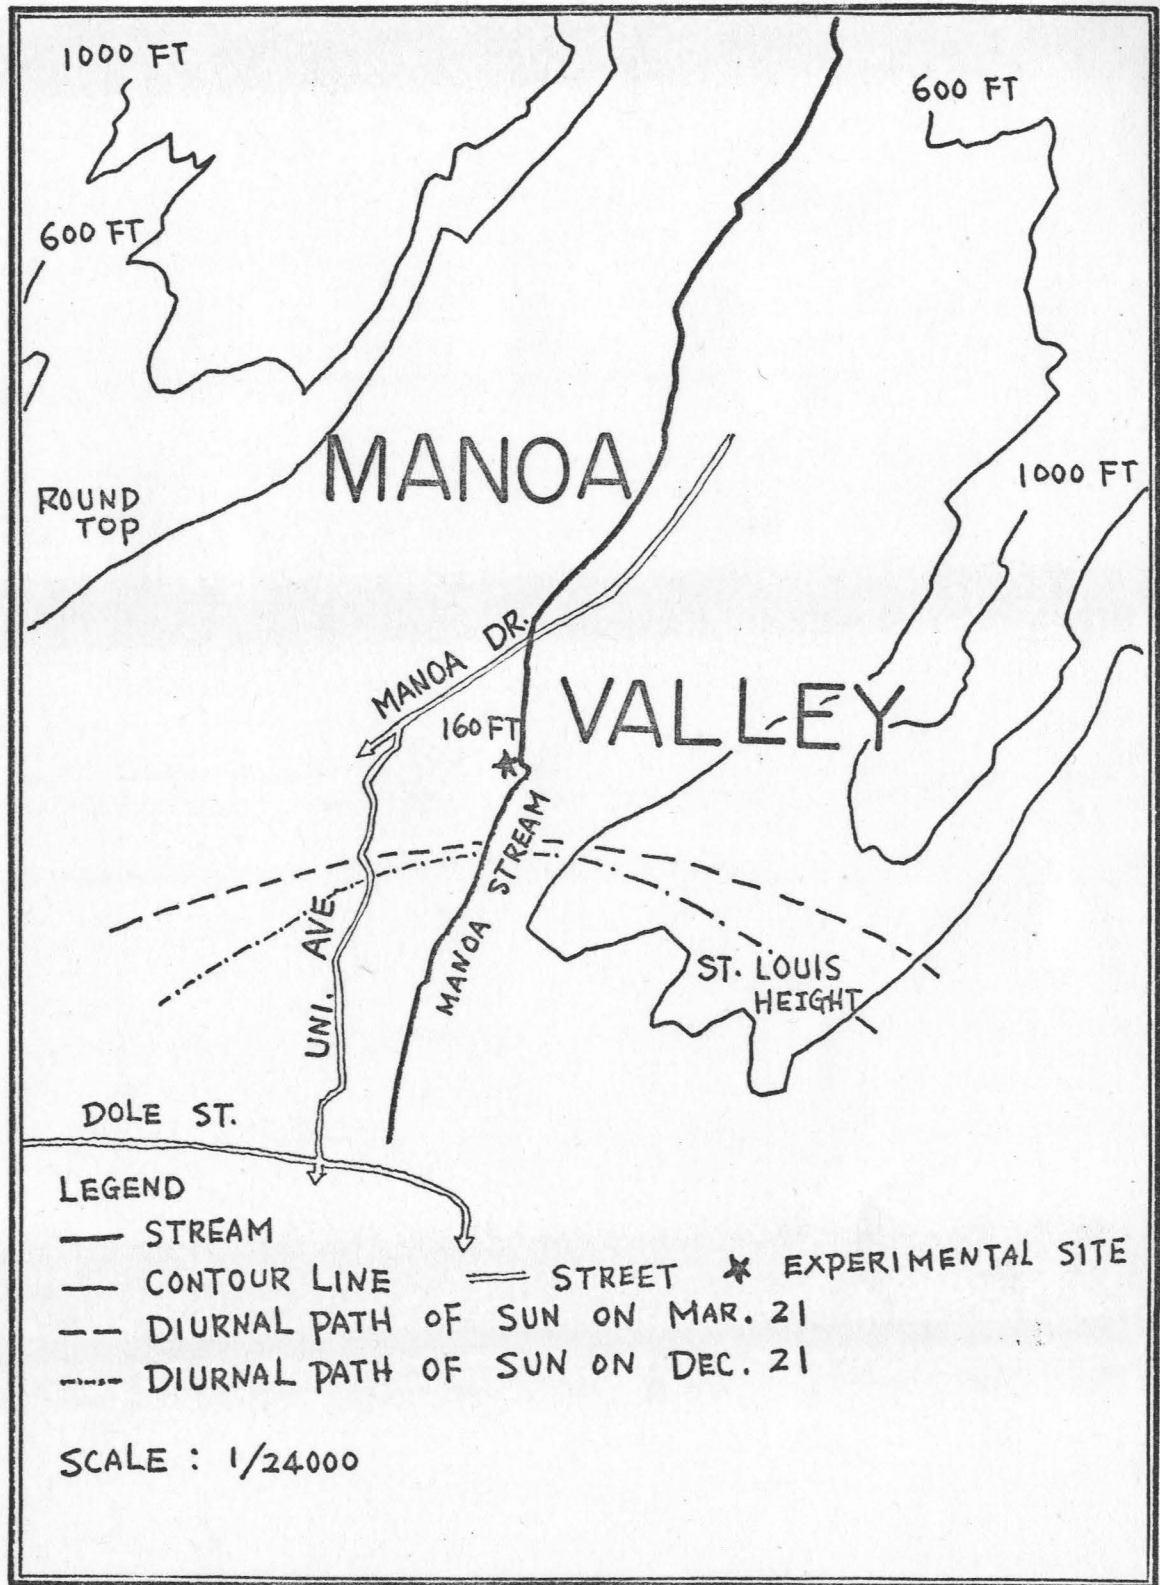 1000 FT
600 FT
600 FT
MANOA
1000 FT
ROUND
TOP
MANOA DR.
160 FT
VALLEY
MANOA STREAM
UNI. AVE.
ST. LOUIS
HEIGHT
DOLE ST.
LEGEND
STREAM
CONTOUR LINE
STREET
EXPERIMENTAL SITE
DIURNAL PATH OF SUN ON MAR. 21
DIURNAL PATH OF SUN ON DEC. 21
SCALE : 1/24000